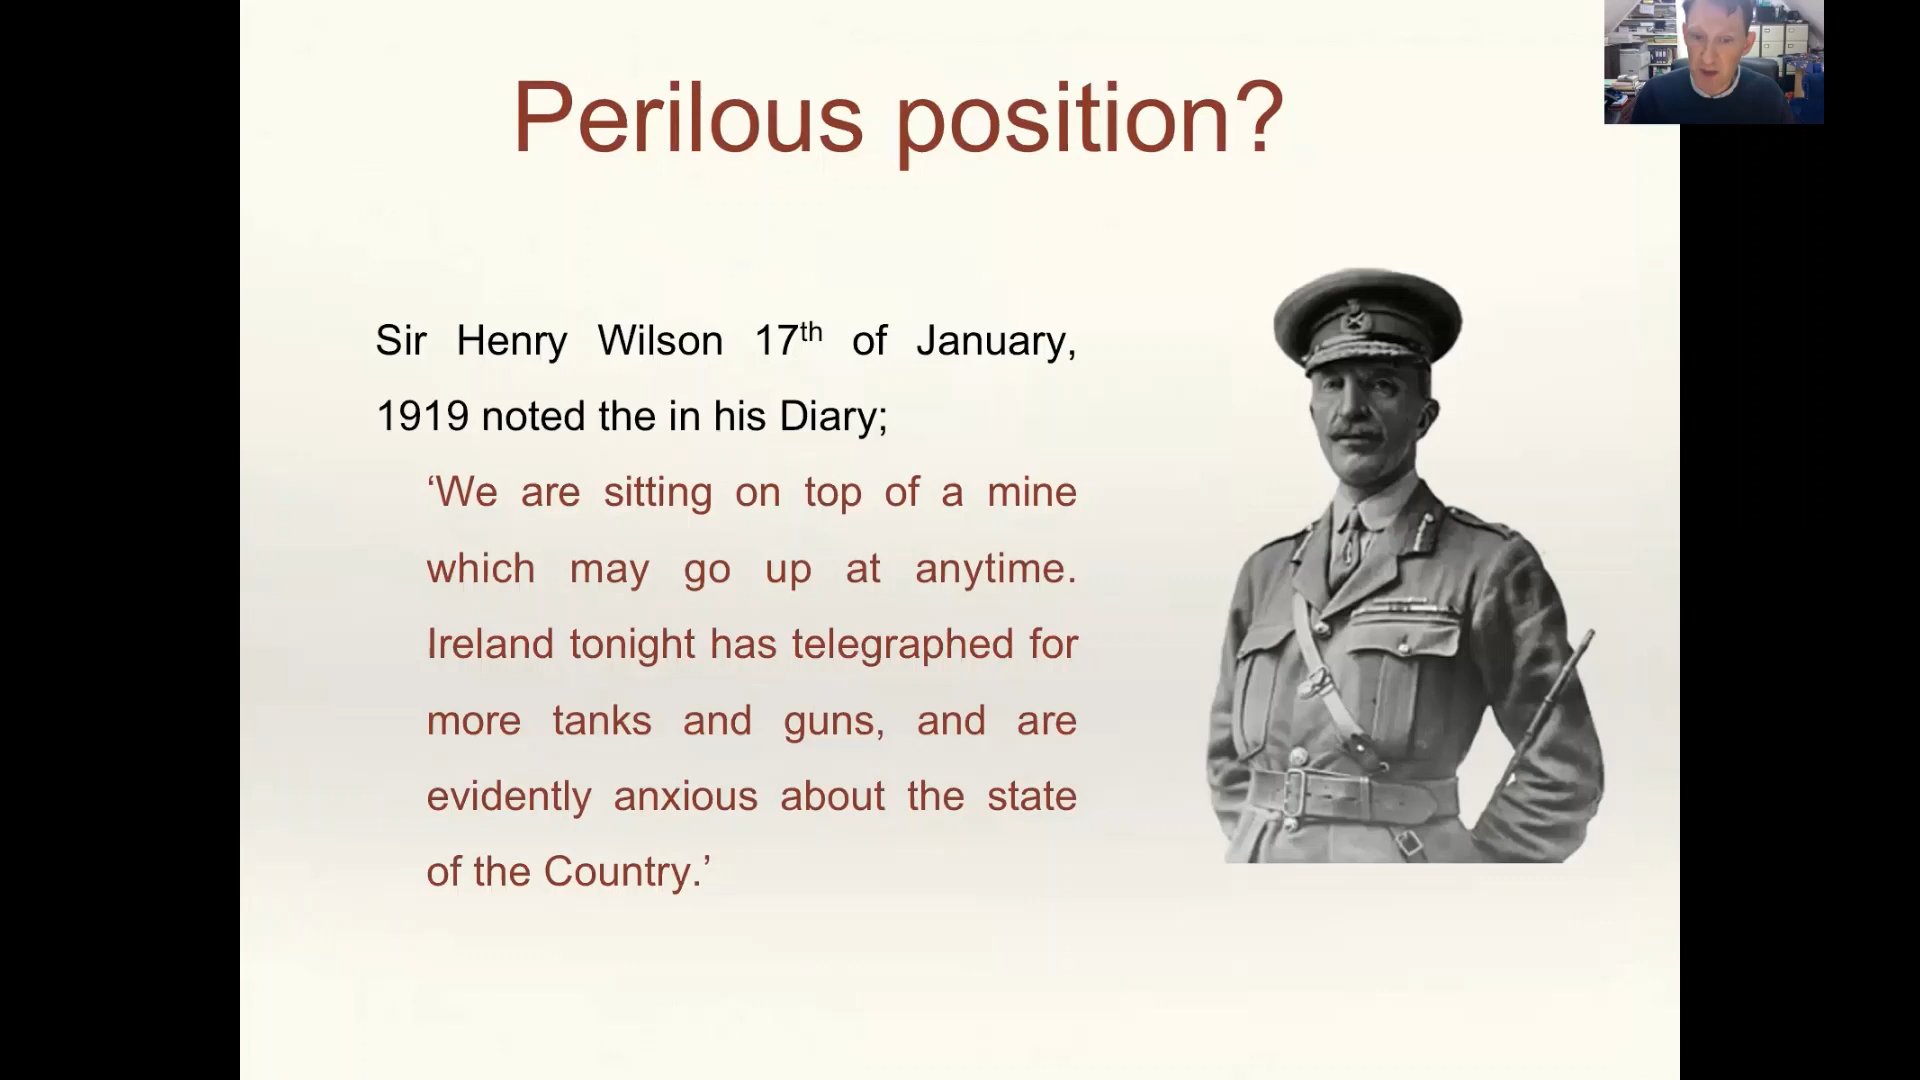 Perilous position?
Sir Henry Wilson 17th of January,
1919 noted the in his Diary;
‘We are sitting on top of a mine
which may go up at anytime.
Ireland tonight has telegraphed for
more tanks and guns, and are
evidently anxious about the state
of the Country.’